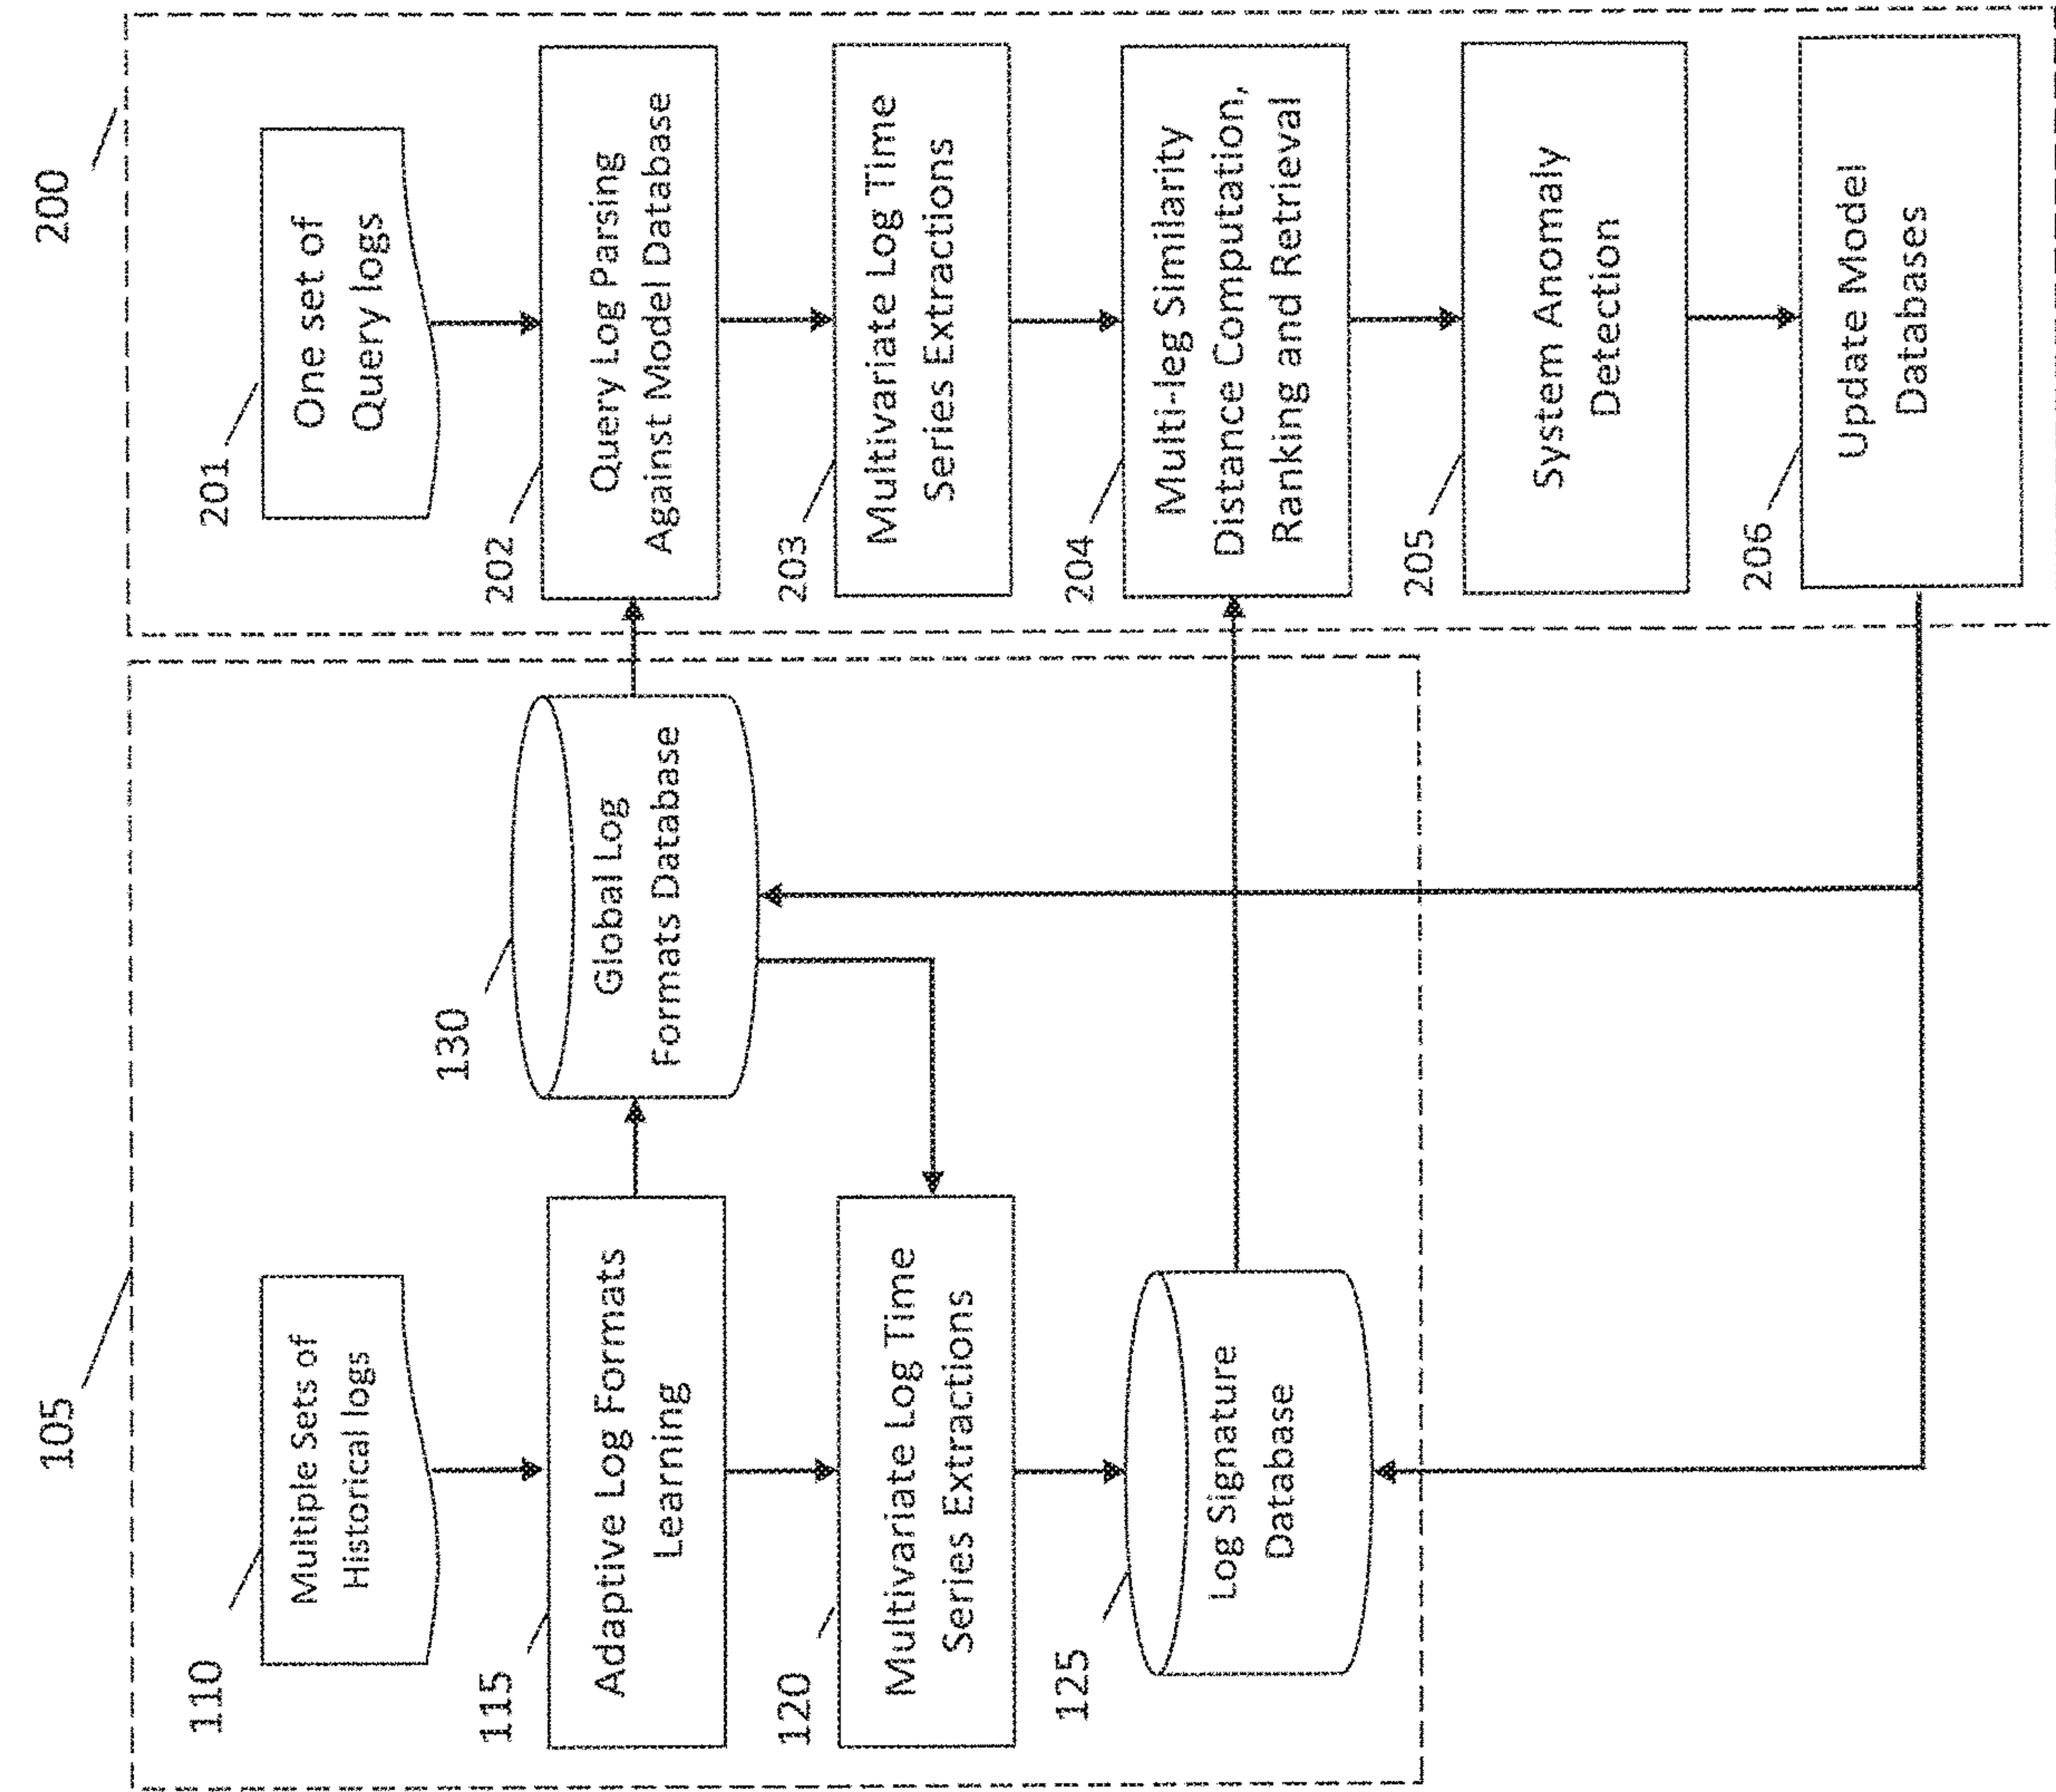 105
110
Multiple Sets of
Historical logs
115
Adaptive Log Formats
Learning
130
Global Log
Formats Database
120
Multivariate Log Time
Series Extractions
125
Log Signature
Database
200
201
One set of
Query logs
202
Query Log Parsing
Against Model Database
203
Multivariate Log Time
Series Extractions
204
Multi-leg Similarity
Distance Computation,
Ranking and Retrieval
205
System Anomaly
Detection
206
Update Model
Databases